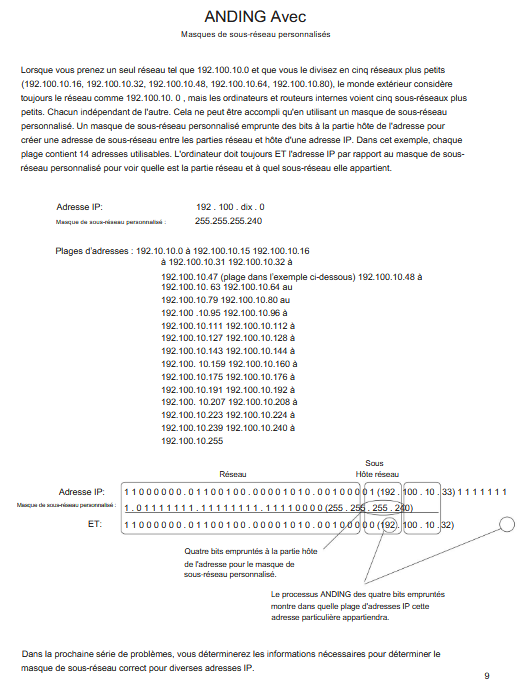 ANDING Avec
Masques de sous-réseau personnalisés
Lorsque vous prenez un seul réseau tel que 192.100.10.0 et que vous le divisez en cinq réseaux plus petits
(192.100.10.16, 192.100.10.32, 192.100.10.48, 192.100.10.64, 192.100.10.80), le monde extérieur considère
toujours le réseau comme 192.100.10. 0 , mais les ordinateurs et routeurs internes voient cinq sous-réseaux plus
petits. Chacun indépendant de l'autre. Cela ne peut être accompli qu'en utilisant un masque de sous-réseau
personnalisé. Un masque de sous-réseau personnalisé emprunte des bits à la partie hôte de l'adresse pour
créer une adresse de sous-réseau entre les parties réseau et hôte d'une adresse IP. Dans cet exemple, chaque
plage contient 14 adresses utilisables. L'ordinateur doit toujours ET l'adresse IP par rapport au masque de sous-
réseau personnalisé pour voir quelle est la partie réseau et à quel sous-réseau elle appartient.
Adresse IP: 192 . 100 . dix . 0
Masque de sous-réseau personnalisé : 255.255.255.240
Plages d'adresses : 192.10.10.0 à 192.100.10.15 192.100.10.16
à 192.100.10.31 192.100.10.32 à
192.100.10.47 (plage dans l'exemple ci-dessous) 192.100.10.48 à
192.100.10. 63 192.100.10.64 au
192.100.10.79 192.100.10.80 au
192.100 .10.95 192.100.10.96 à
192.100.10.111 192.100.10.112 à
192.100.10.127 192.100.10.128 à
192.100.10.143 192.100.10.144 à
192.100. 10.159 192.100.10.160 à
192.100.10.175 192.100.10.176 à
192.100.10.191 192.100.10.192 à
192.100. 10.207 192.100.10.208 à
192.100.10.223 192.100.10.224 à
192.100.10.239 192.100.10.240 à
192.100.10.255
Sous
Réseau Hôte réseau
Adresse IP: 1 1 0 0 0 0 0 0 . 0 1 1 0 0 1 0 0 . 0 0 0 0 1 0 1 0 . 0 0 1 0 0 0 0 1 (192 . 100 . 10 . 33) 1 1 1 1 1 1 1
Masque de sous-réseau personnalisé: 1 . 0 1 1 1 1 1 1 1 . 1 1 1 1 1 1 1 1 . 1 1 1 1 0 0 0 0 (255 . 255 . 255 . 240)
ET: 1 1 0 0 0 0 0 0 . 0 1 1 0 0 1 0 0 . 0 0 0 0 1 0 1 0 . 0 0 1 0 0 0 0 0 (192. 100 . 10 . 32)
Quatre bits empruntés à la partie hôte
de l'adresse pour le masque de
sous-réseau personnalisé.
Le processus ANDING des quatre bits empruntés
montre dans quelle plage d'adresses IP cette
adresse particulière appartiendra.
Dans la prochaine série de problèmes, vous déterminerez les informations nécessaires pour déterminer le
masque de sous-réseau correct pour diverses adresses IP.
9